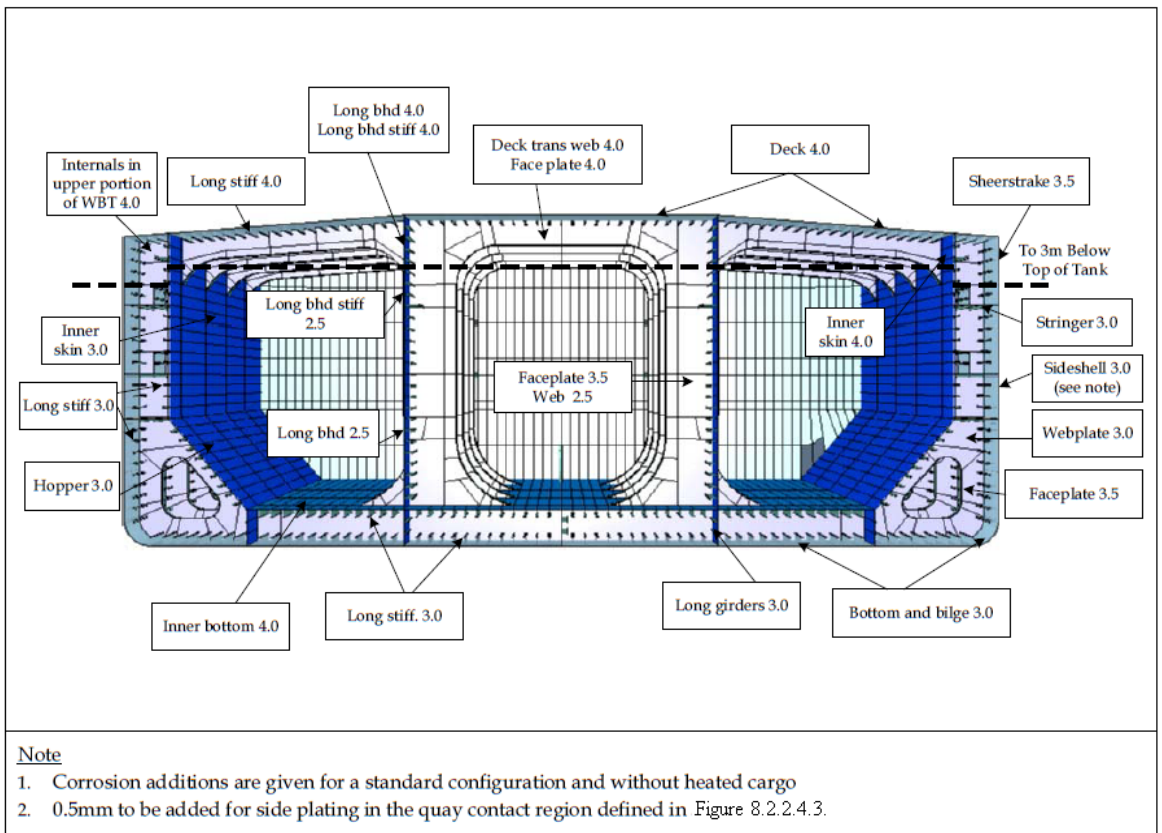 Long bhd 4.0
Long bhd stiff 4.0
Deck trans web 4.0
Face plate 4.0
Deck 4.0
Internals in
upper portion
of WBT 4.0
Long stiff 4.0
Sheerstrake 3.5
To 3m Below
Top of Tank
Long bhd stiff
2.5
Inner
skin 3.0
Inner
skin 4.0
Stringer 3.0
Faceplate 3.5
Web 2.5
Sideshell 3.0
(see note)
Long stiff 3.0
Long bhd 2.5
Webplate 3.0
Hopper 3.0
Faceplate 3.5
Inner bottom 4.0
Long stiff. 3.0
Long girders 3.0
Bottom and bilge 3.0
Note
1. Corrosion additions are given for a standard configuration and without heated cargo
2. 0.5mm to be added for side plating in the quay contact region defined in Figure 8.2.2.4.3.